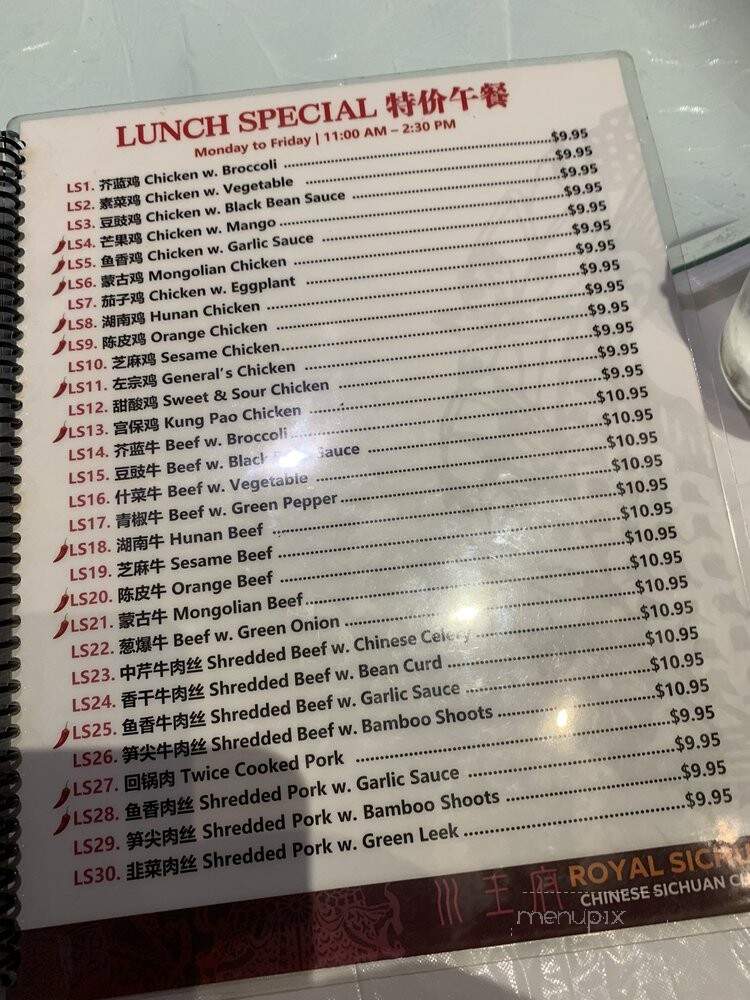 LUNCH SPECIAL 特价午餐
Monday to Friday | 11:00 AM – 2:30 PM
LS1. 芥蓝鸡 Chicken w. Broccoli $9.95
LS2. 素菜鸡 Chicken w. Vegetable $9.95
LS3. 豆豉鸡 Chicken w. Black Bean Sauce $9.95
LS4. 芒果鸡 Chicken w. Mango $9.95
LS5. 鱼香鸡 Chicken w. Garlic Sauce $9.95
LS6. 蒙古鸡 Mongolian Chicken $9.95
LS7. 茄子鸡 Chicken w. Eggplant $9.95
LS8. 湖南鸡 Hunan Chicken $9.95
LS9. 陈皮鸡 Orange Chicken $9.95
LS10. 芝麻鸡 Sesame Chicken $9.95
LS11. 左宗鸡 General's Chicken $9.95
LS12. 甜酸鸡 Sweet & Sour Chicken $9.95
LS13. 宫保鸡 Kung Pao Chicken $9.95
LS14. 芥蓝牛 Beef w. Broccoli $10.95
LS15. 豆豉牛 Beef w. Black Sauce $10.95
LS16. 什菜牛 Beef w. Vegetable $10.95
LS17. 青椒牛 Beef w. Green Pepper $10.95
LS18. 湖南牛 Hunan Beef $10.95
LS19. 芝麻牛 Sesame Beef $10.95
LS20. 陈皮牛 Orange Beef $10.95
LS21. 蒙古牛 Mongolian Beef $10.95
LS22. 葱爆牛 Beef w. Green Onion $10.95
LS23. 中芹牛肉丝 Shredded Beef w. Chinese Celery $10.95
LS24. 香干牛肉丝 Shredded Beef w. Bean Curd $10.95
LS25. 鱼香牛肉丝 Shredded Beef w. Garlic Sauce $10.95
LS26. 笋尖牛肉丝 Shredded Beef w. Bamboo Shoots $10.95
LS27. 回锅肉 Twice Cooked Pork $9.95
LS28. 鱼香肉丝 Shredded Pork w. Garlic Sauce $9.95
LS29. 笋尖肉丝 Shredded Pork w. Bamboo Shoots $9.95
LS30. 韭菜肉丝 Shredded Pork w. Green Leek $9.95
川王府 ROYAL SICHU
CHINESE SICHUAN CU
menupix